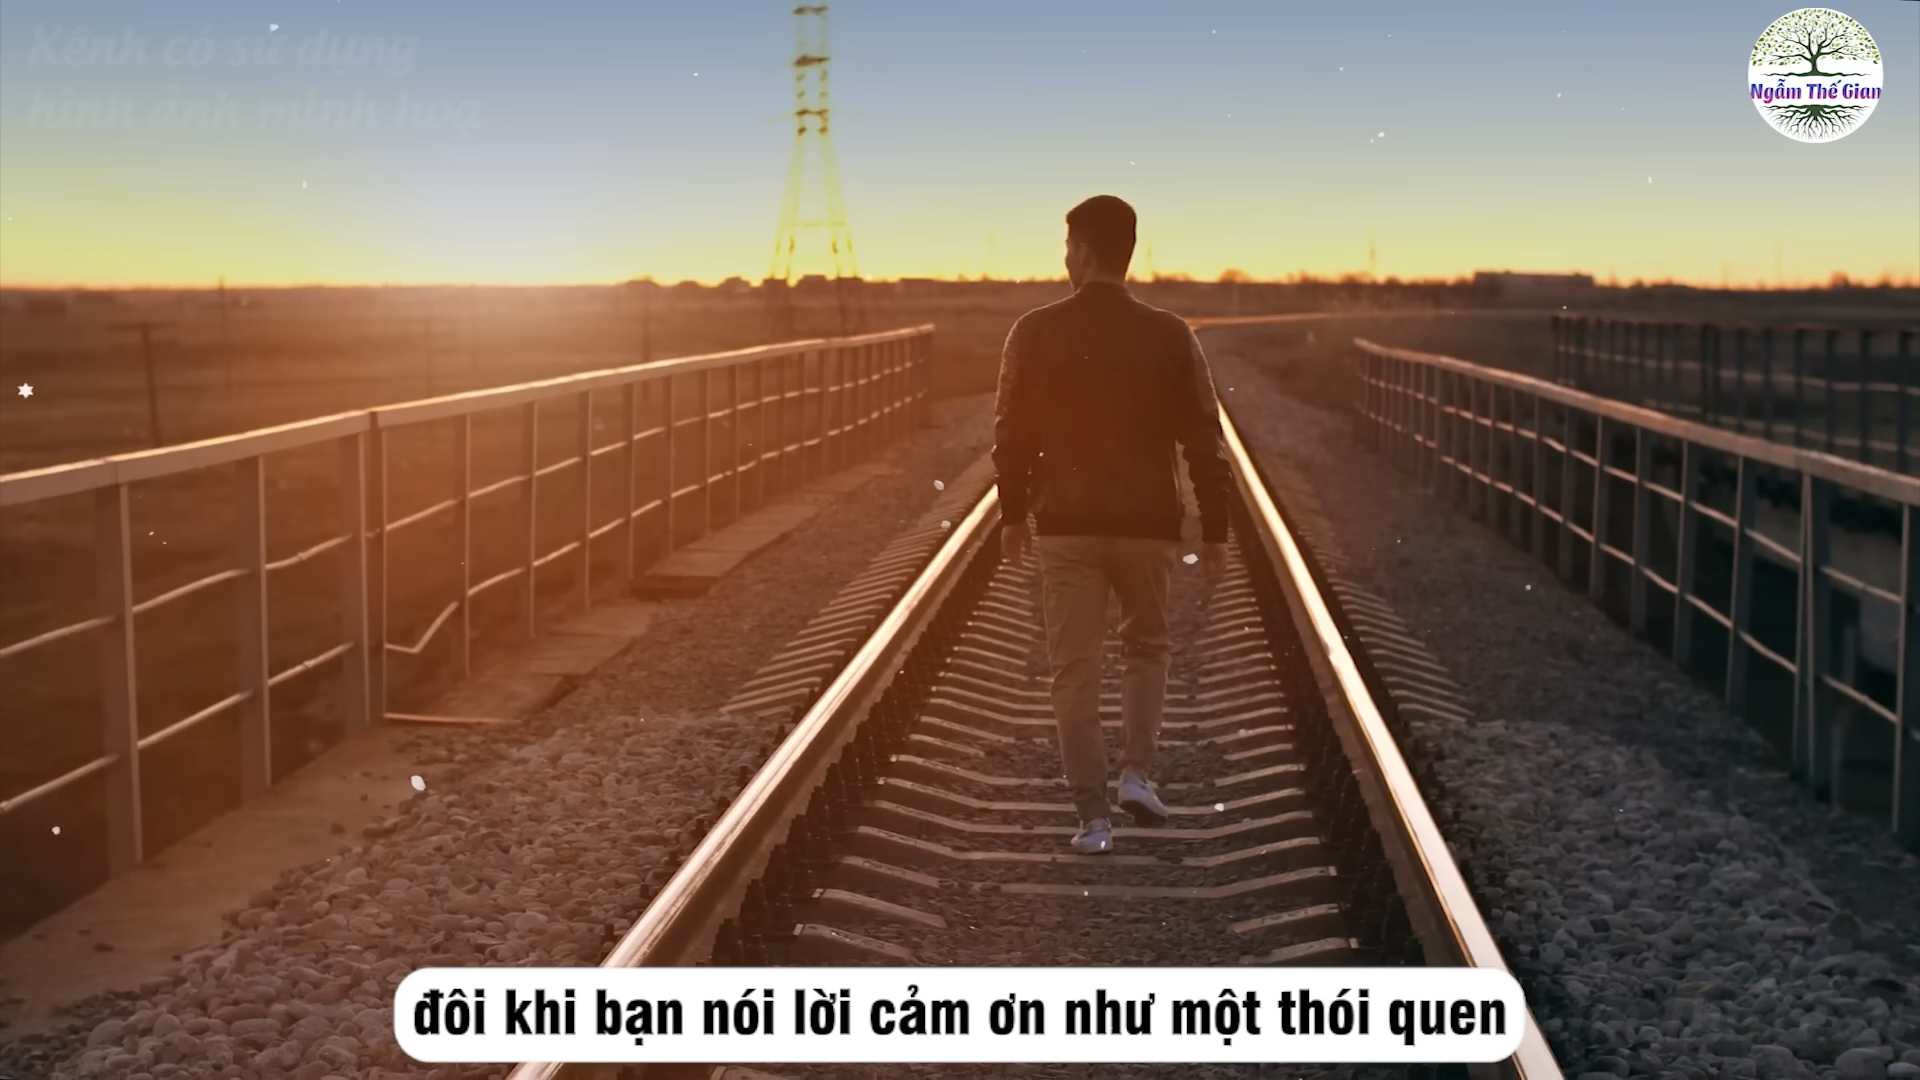 Kênh có sử dụng
hình ảnh minh hoạ
Ngẫm Thế Gian
đôi khi bạn nói lời cảm ơn như một thói quen